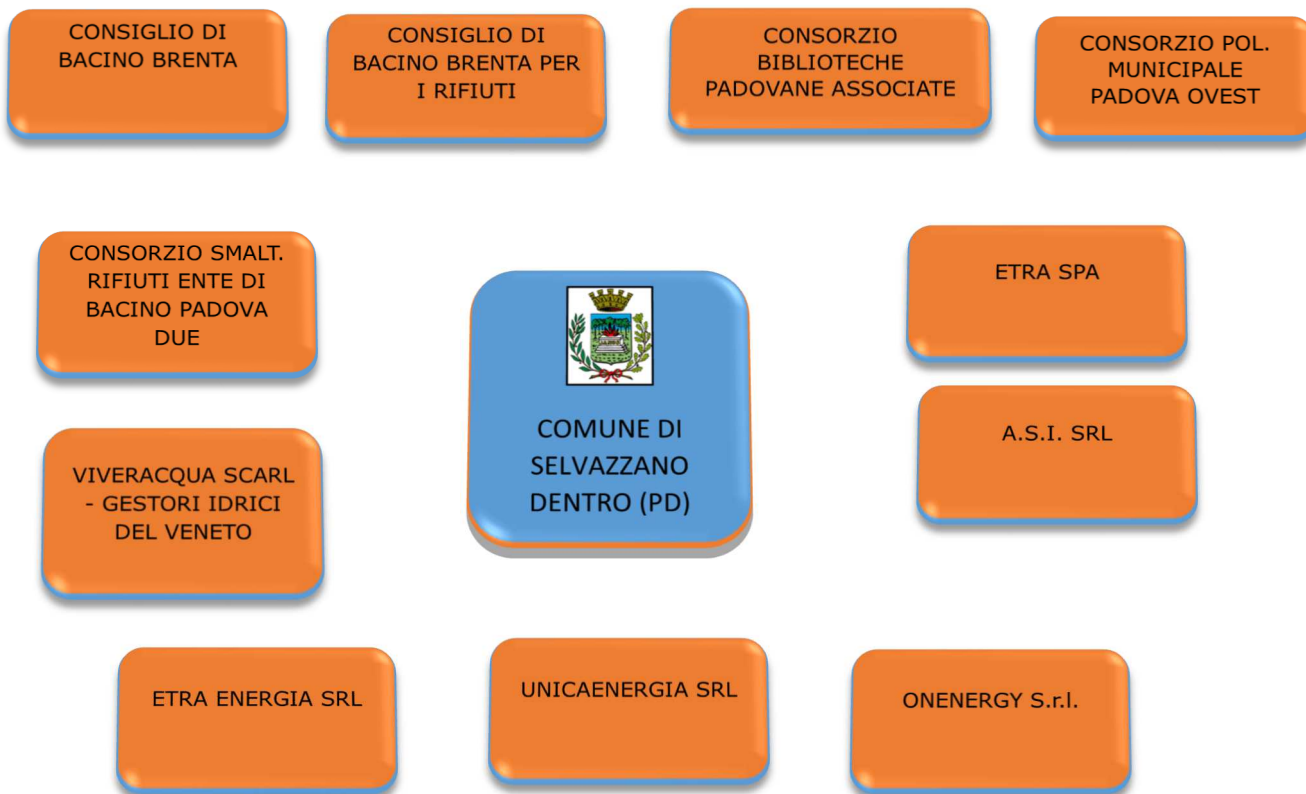 CONSIGLIO DI
BACINO BRENTA
CONSIGLIO DI
BACINO BRENTA PER
I RIFIUTI
CONSORZIO
BIBLIOTECHE
PADOVANE ASSOCIATE
CONSORZIO POL.
MUNICIPALE
PADOVA OVEST
CONSORZIO SMALT.
RIFIUTI ENTE DI
BACINO PADOVA
DUE
ETRA SPA
COMUNE DI
SELVAZZANO
DENTRO (PD)
A.S.I. SRL
VIVERACQUA SCARL
- GESTORI IDRICI
DEL VENETO
ETRA ENERGIA SRL
UNICAENERGIA SRL
ONENERGY S.r.l.